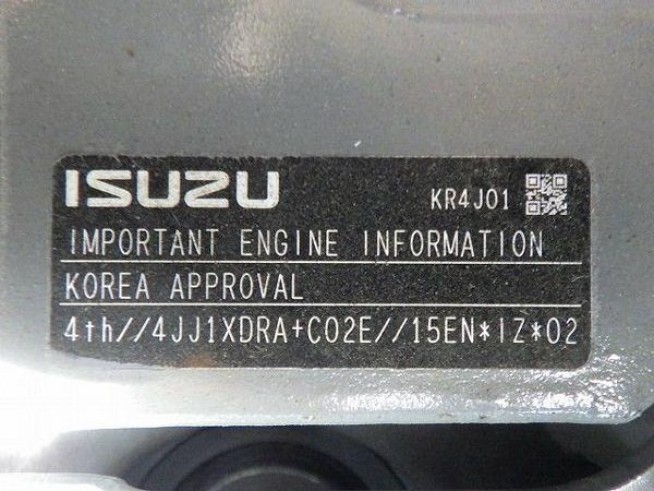 ISUZU KR4J01
IMPORTANT ENGINE INFORMATION
KOREA APPROVAL
4th//4JJ1XDRA+C02E//15EN*IZ*02